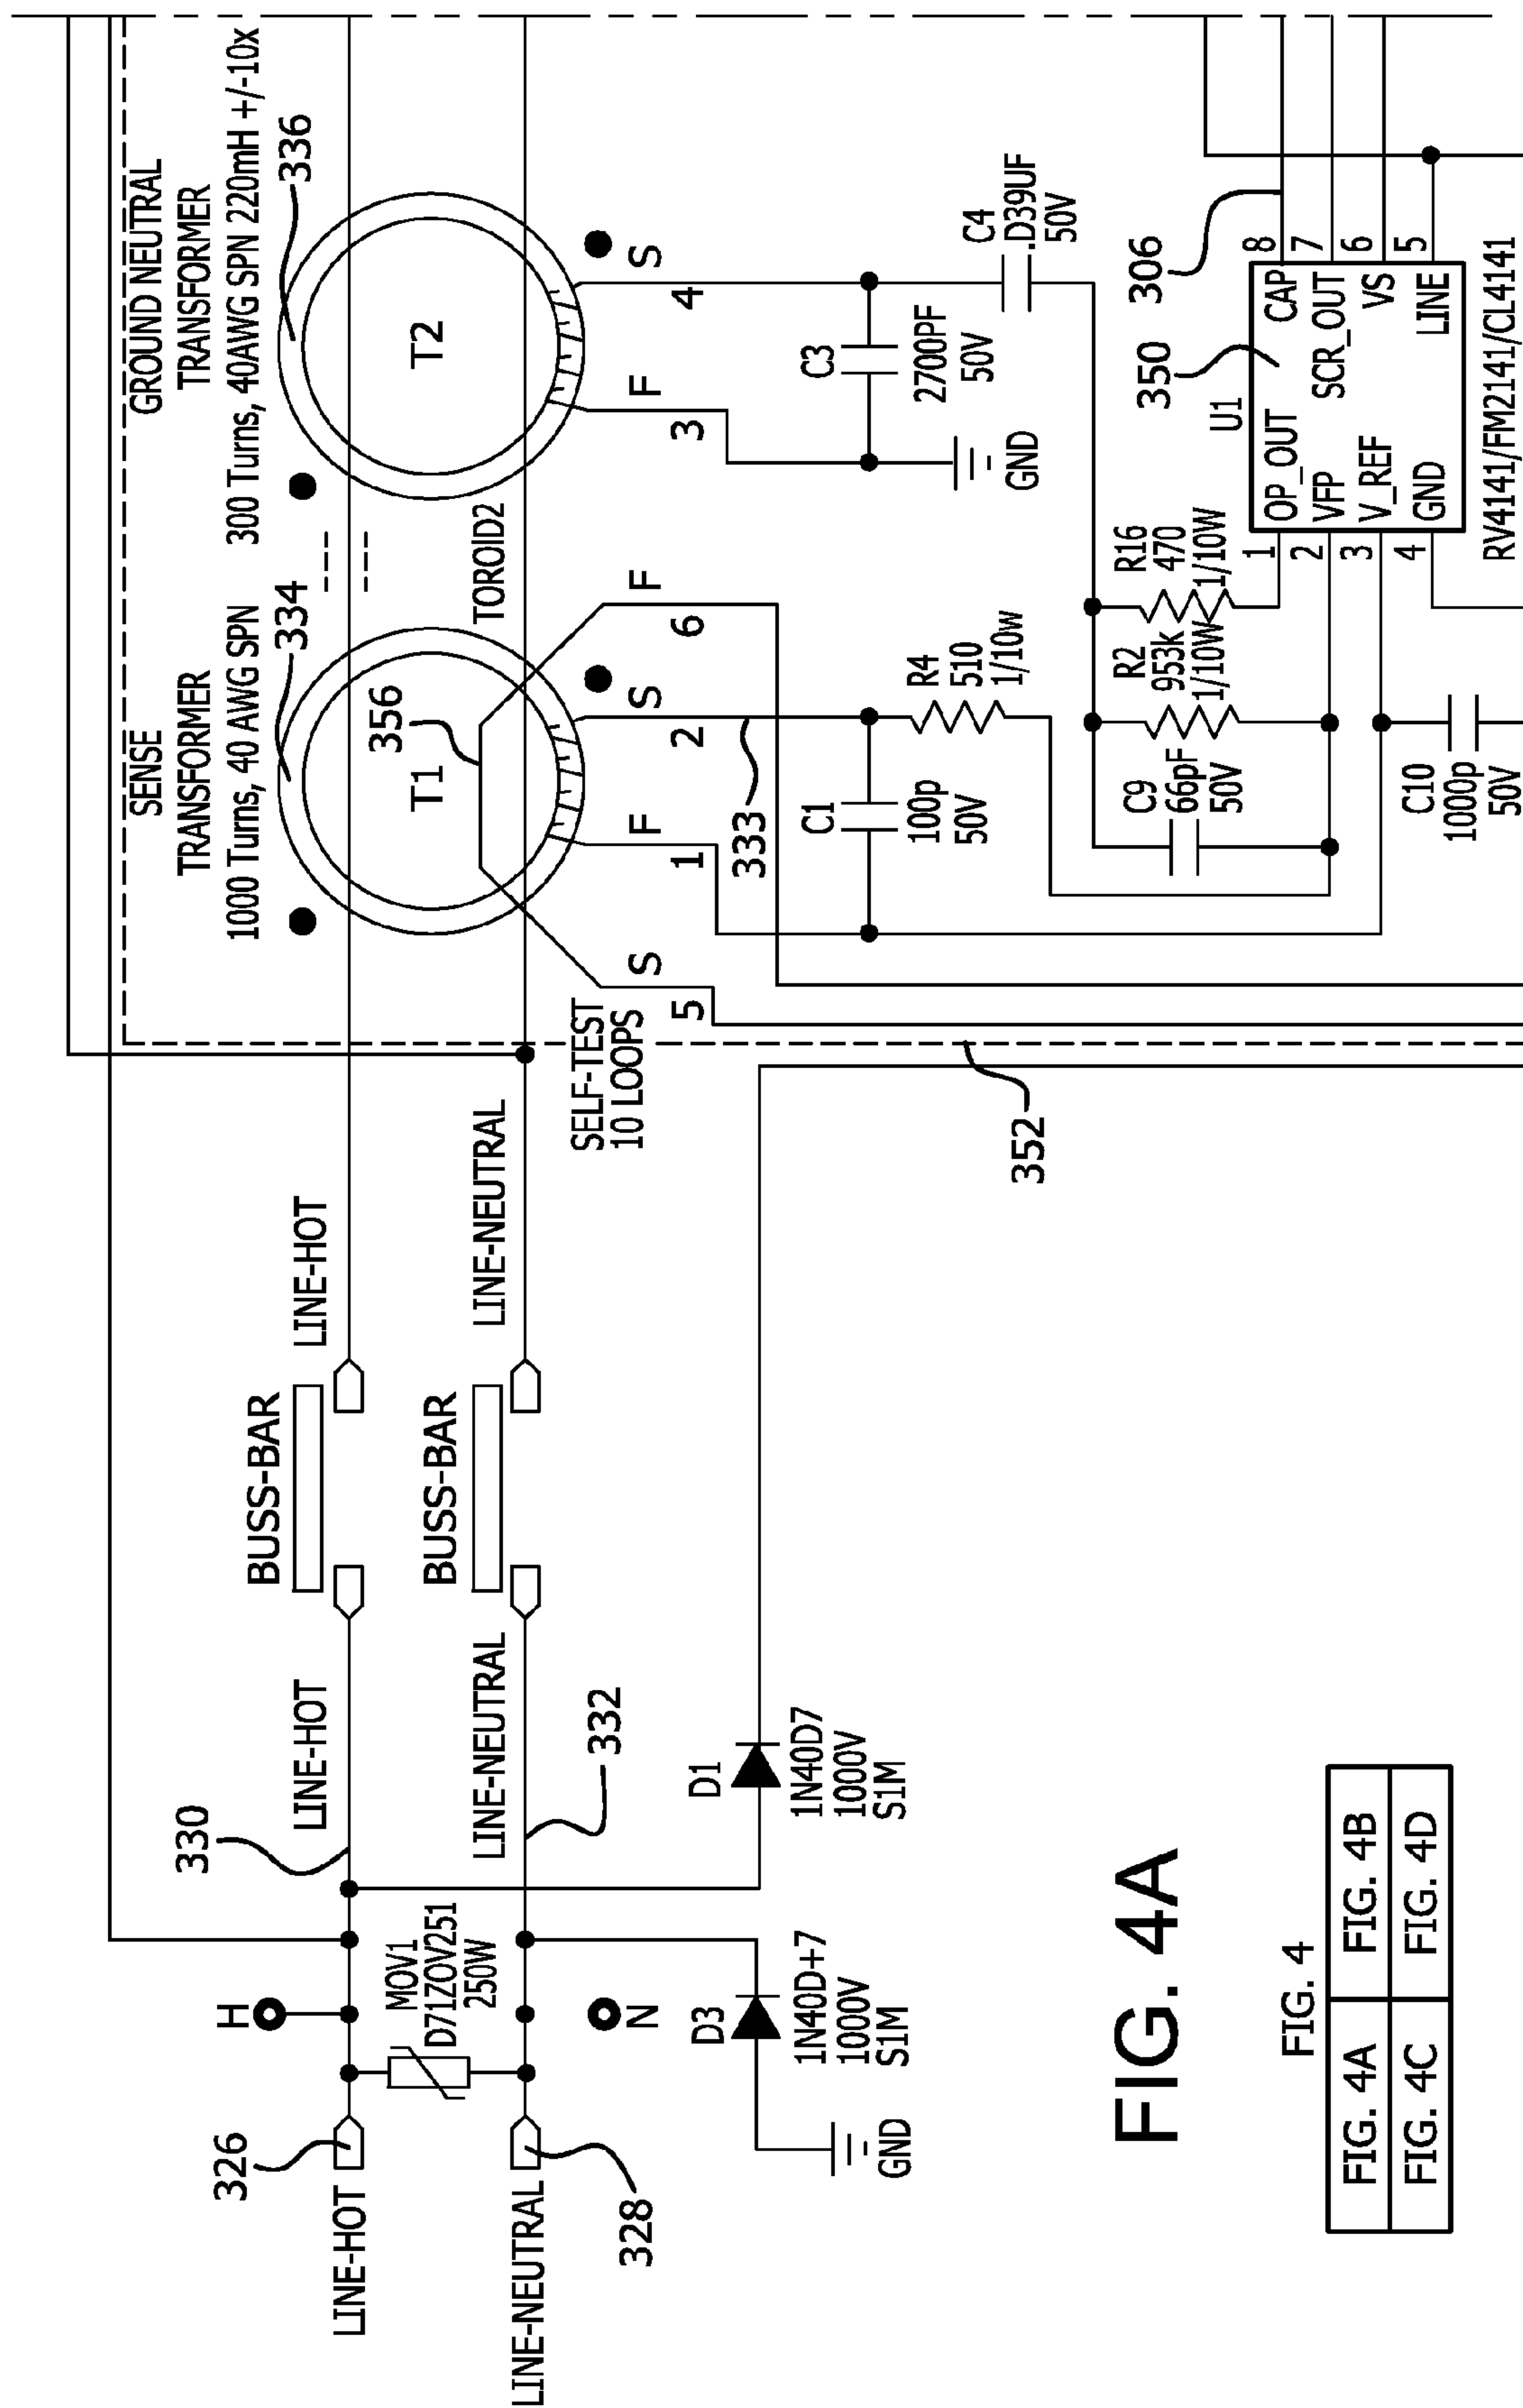 LINE-HOT
326
H
330
LINE-HOT
BUSS-BAR
LINE-HOT
LINE-NEUTRAL
328
N
MOV1
D71ZOV251
250W
LINE-NEUTRAL
332
BUSS-BAR
LINE-NEUTRAL
SELF-TEST
10 LOOPS
SENSE
TRANSFORMER
1000 Turns, 40 AWG SPN
334
T1
356
TOROID2
GROUND NEUTRAL
TRANSFORMER
300 Turns, 40AWG SPN 220mH +/-10x
336
T2
S
F
S
F
F
S
5
1
2
6
3
4
333
D3
1N40D+7
1000V
S1M
GND
D1
1N40D7
1000V
S1M
352
C1
100p
50V
R4
510
1/10w
C3
2700PF
50V
GND
C4
.D39UF
50V
C9
66pF
50V
R2
953k
1/10W
R16
470
1/10W
C10
1000p
50V
U1
350
306
1
OP_OUT
CAP
8
2
VFP
SCR_OUT
7
3
V_REF
VS
6
4
GND
LINE
5
RV4141/FM2141/CL4141
FIG. 4A
FIG. 4
FIG. 4A
FIG. 4B
FIG. 4C
FIG. 4D